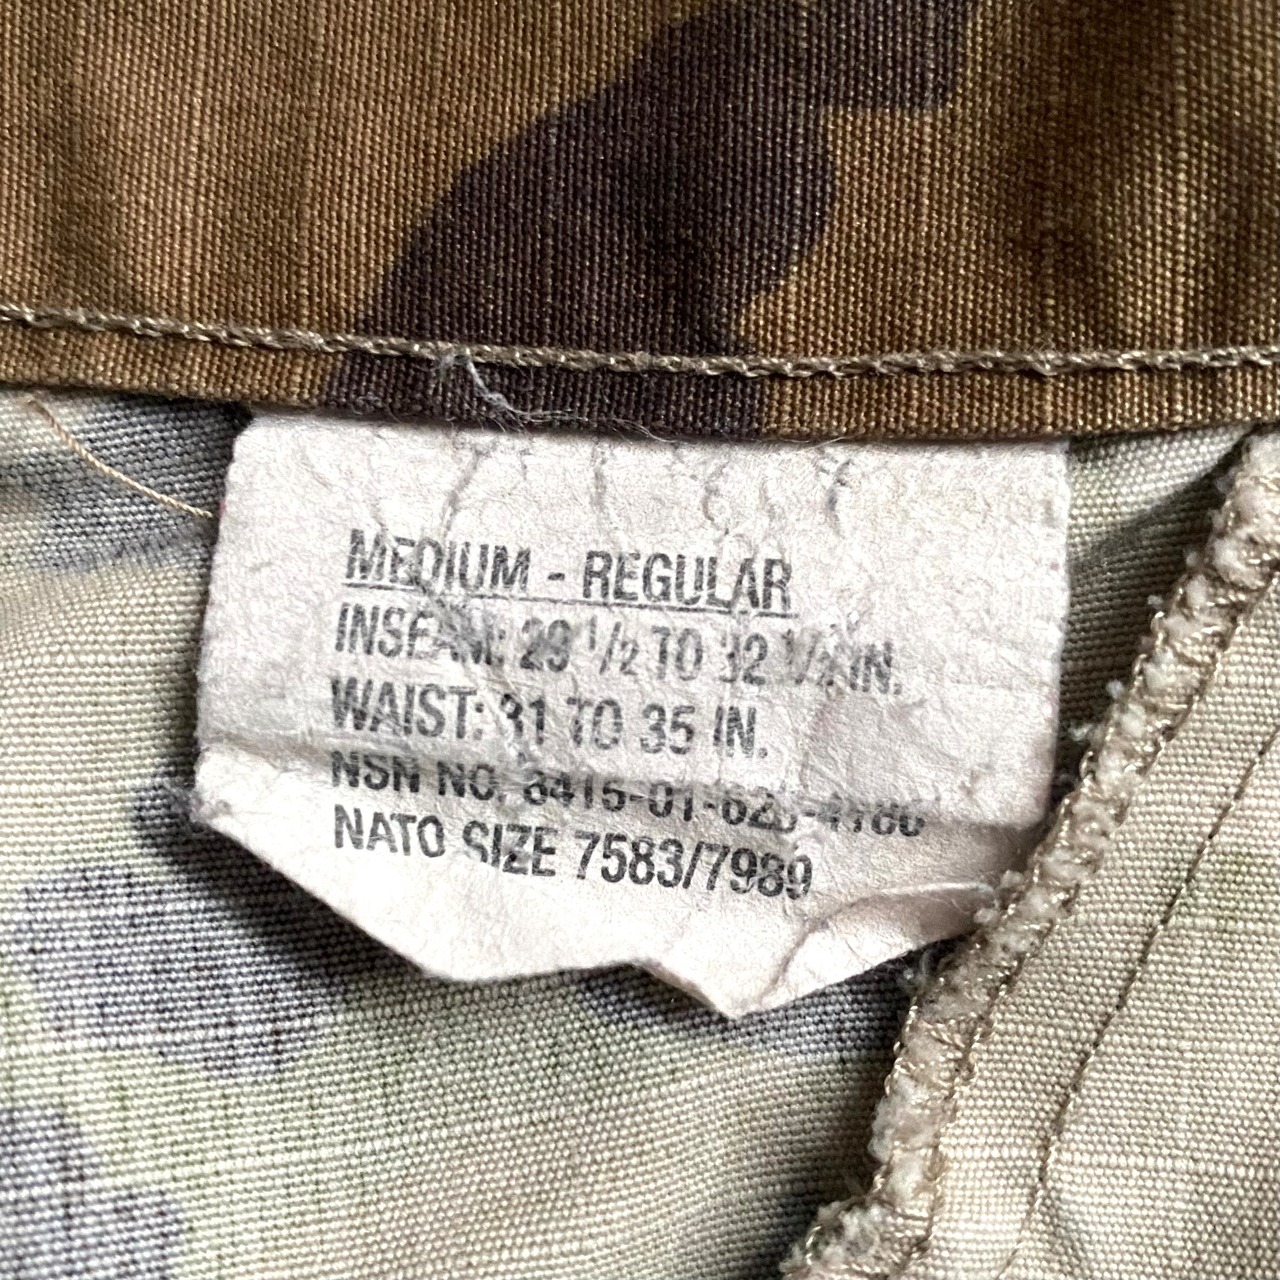 MEDIUM - REGULAR
INSEAM: 29 1/2 TO 32 1/2 IN.
WAIST: 31 TO 35 IN.
NSN NO.
NATO SIZE 7583/7989